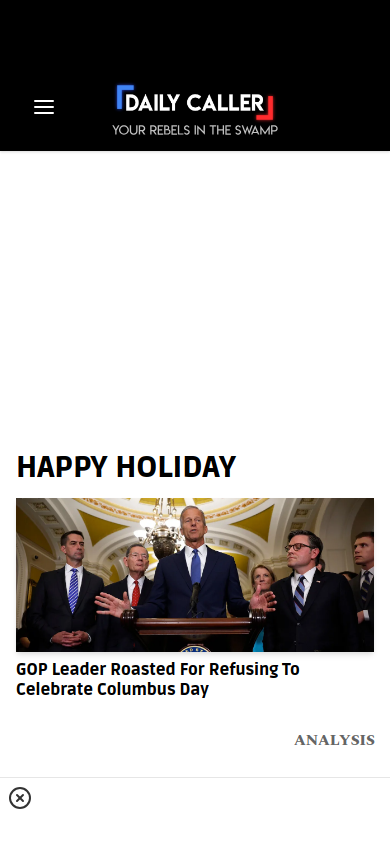 DAILY CALLER
YOUR REBELS IN THE SWAMP
HAPPY HOLIDAY
GOP Leader Roasted For Refusing To
Celebrate Columbus Day
ANALYSIS